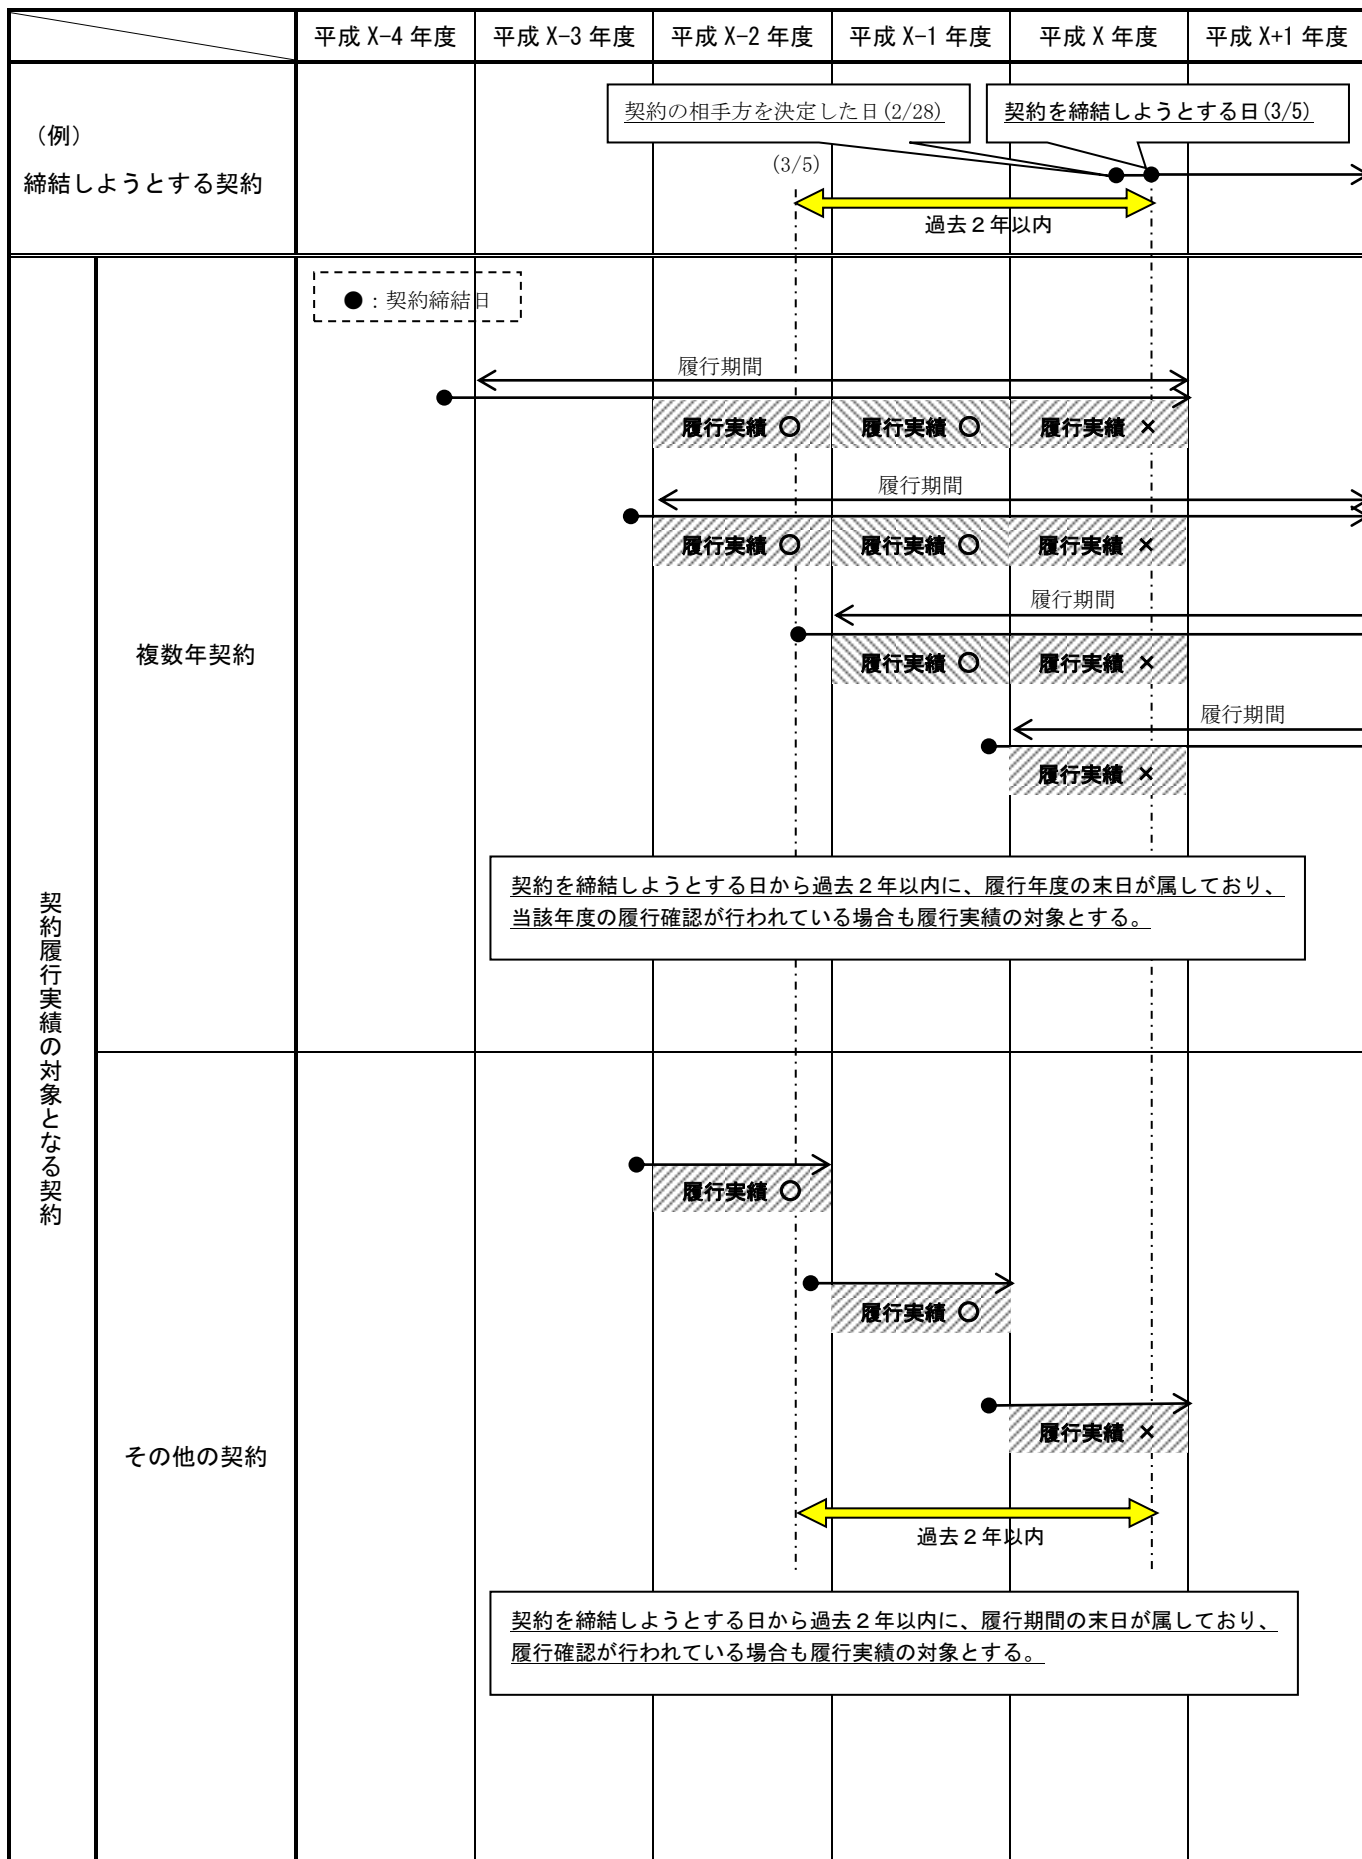 平成 X-4 年度 平成 X-3 年度 平成 X-2 年度 平成 X-1 年度 平成 X 年度 平成 X+1 年度
契約の相手方を決定した日(2/28) 契約を締結しようとする日(3/5)
（例）
締結しようとする契約
(3/5)
過去２年以内
●：契約締結日
履行期間
履行実績 ○ 履行実績 ○ 履行実績 ×
履行期間
履行実績 ○ 履行実績 ○ 履行実績 ×
履行期間
複数年契約
履行実績 ○ 履行実績 ×
履行期間
履行実績 ×
契約を締結しようとする日から過去２年以内に、履行年度の末日が属しており、
当該年度の履行確認が行われている場合も履行実績の対象とする。
契約履行実績の対象となる契約
履行実績 ○
履行実績 ○
履行実績 ×
その他の契約
過去２年以内
契約を締結しようとする日から過去２年以内に、履行期間の末日が属しており、
履行確認が行われている場合も履行実績の対象とする。